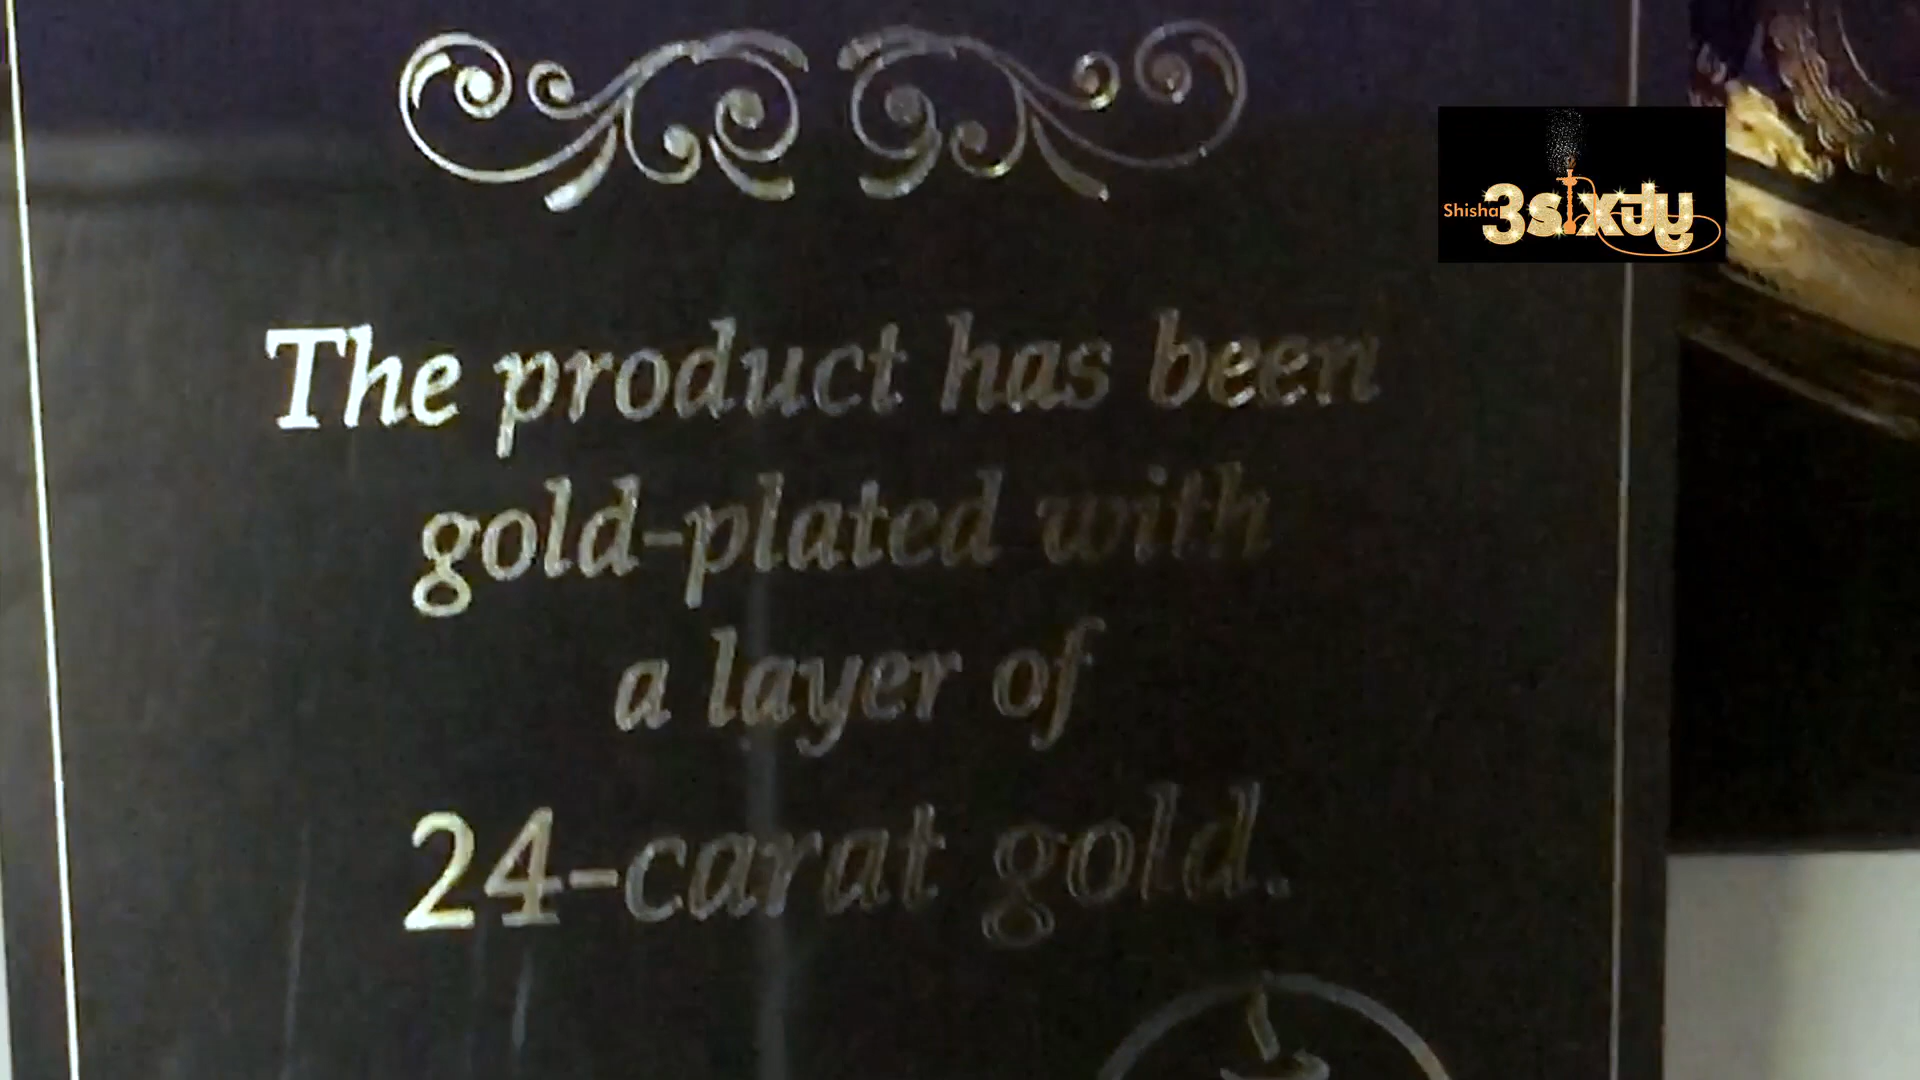 The product has been
gold-plated with
a layer of
24-carat gold.
Shisha 3sixty